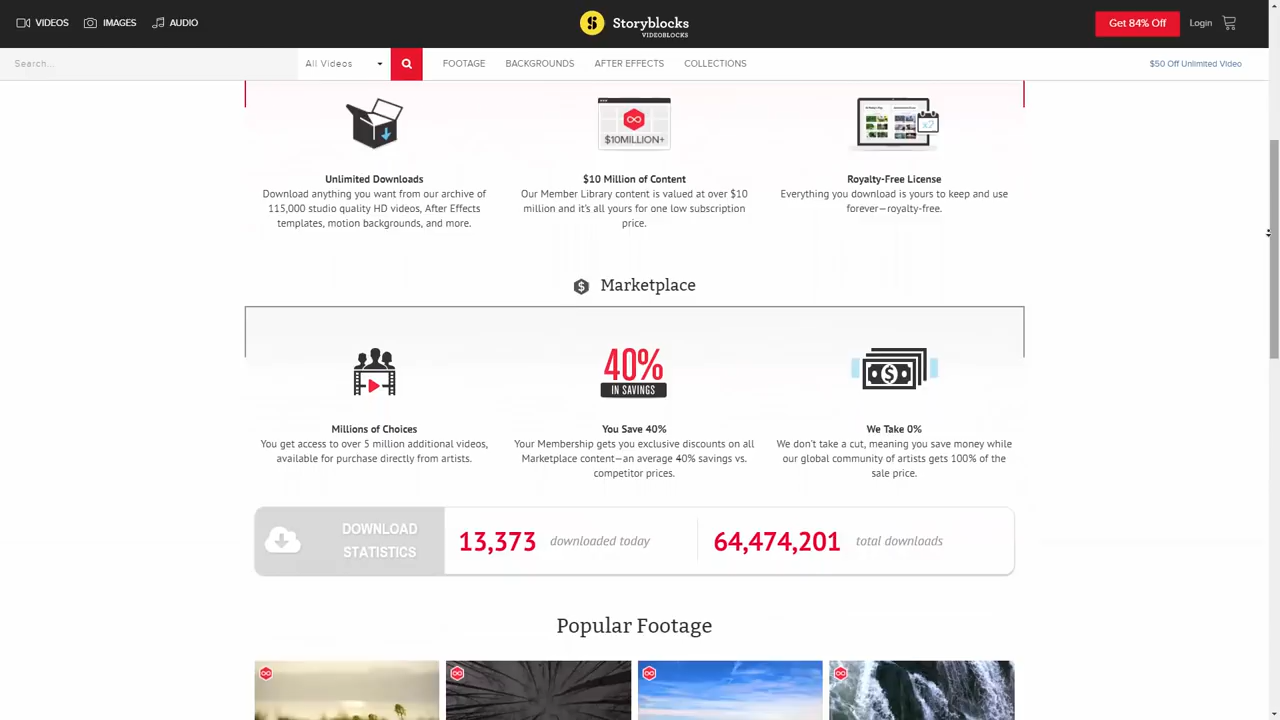 VIDEOS IMAGES AUDIO
Storyblocks
VIDEOBLOCKS
Get 84% Off Login
Search... All Videos FOOTAGE BACKGROUNDS AFTER EFFECTS COLLECTIONS $50 Off Unlimited Video
$10MILLION+
x2
Unlimited Downloads
Download anything you want from our archive of
115,000 studio quality HD videos, After Effects
templates, motion backgrounds, and more.
$10 Million of Content
Our Member Library content is valued at over $10
million and it's all yours for one low subscription
price.
Royalty-Free License
Everything you download is yours to keep and use
forever—royalty-free.
$ Marketplace
40%
IN SAVINGS
$
Millions of Choices
You get access to over 5 million additional videos,
available for purchase directly from artists.
You Save 40%
Your Membership gets you exclusive discounts on all
Marketplace content—an average 40% savings vs.
competitor prices.
We Take 0%
We don't take a cut, meaning you save money while
our global community of artists gets 100% of the
sale price.
DOWNLOAD
STATISTICS
13,373 downloaded today 64,474,201 total downloads
Popular Footage